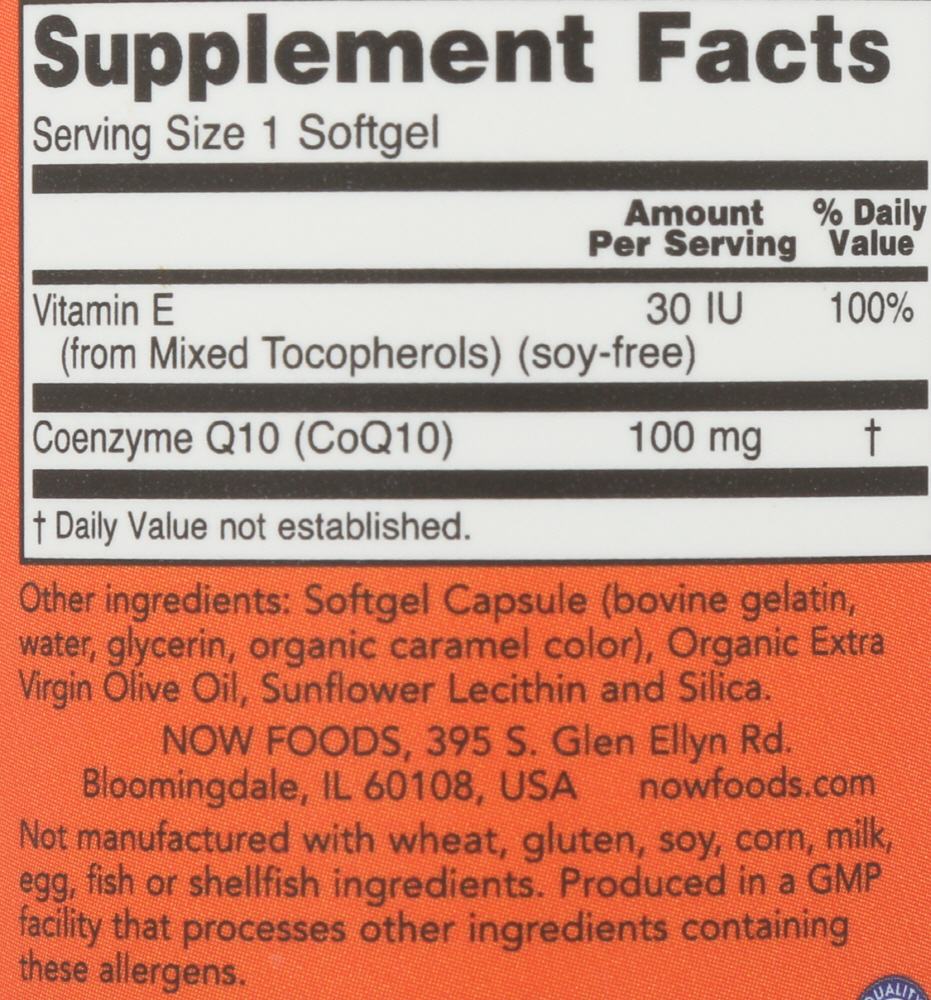 Supplement Facts
Serving Size 1 Softgel
Amount Per Serving % Daily Value
Vitamin E 30 IU 100%
(from Mixed Tocopherols) (soy-free)
Coenzyme Q10 (CoQ10) 100 mg †
† Daily Value not established.
Other ingredients: Softgel Capsule (bovine gelatin,
water, glycerin, organic caramel color), Organic Extra
Virgin Olive Oil, Sunflower Lecithin and Silica.
NOW FOODS, 395 S. Glen Ellyn Rd.
Bloomingdale, IL 60108, USA nowfoods.com
Not manufactured with wheat, gluten, soy, corn, milk,
egg, fish or shellfish ingredients. Produced in a GMP
facility that processes other ingredients containing
these allergens.